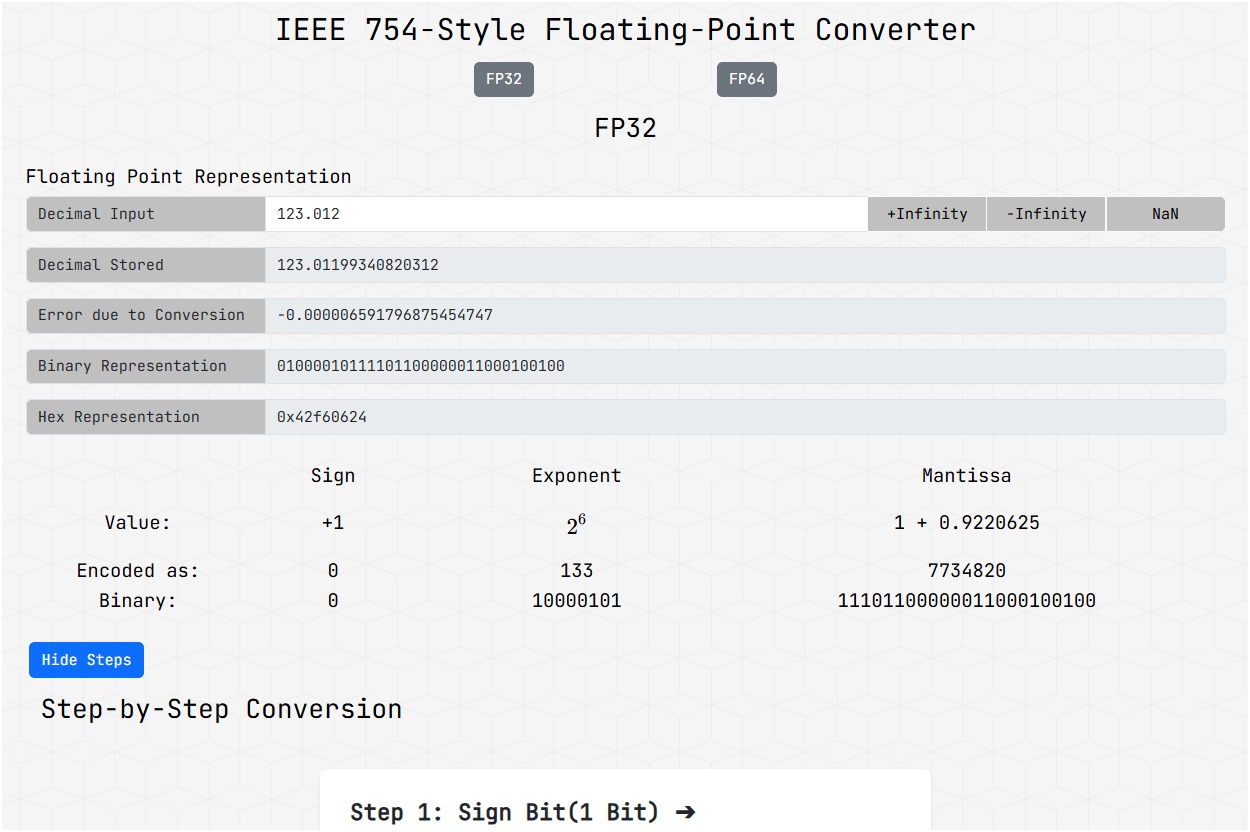 IEEE 754-Style Floating-Point Converter
FP32 FP64
FP32
Floating Point Representation
Decimal Input 123.012 +Infinity -Infinity NaN
Decimal Stored 123.01199340820312
Error due to Conversion -0.000006591796875454747
Binary Representation 01000010111101100000011000100100
Hex Representation 0x42f60624
Sign Exponent Mantissa
Value: +1 2^6 1 + 0.9220625
Encoded as: 0 133 7734820
Binary: 0 10000101 11101100000011000100100
Hide Steps
Step-by-Step Conversion
Step 1: Sign Bit(1 Bit) ➔